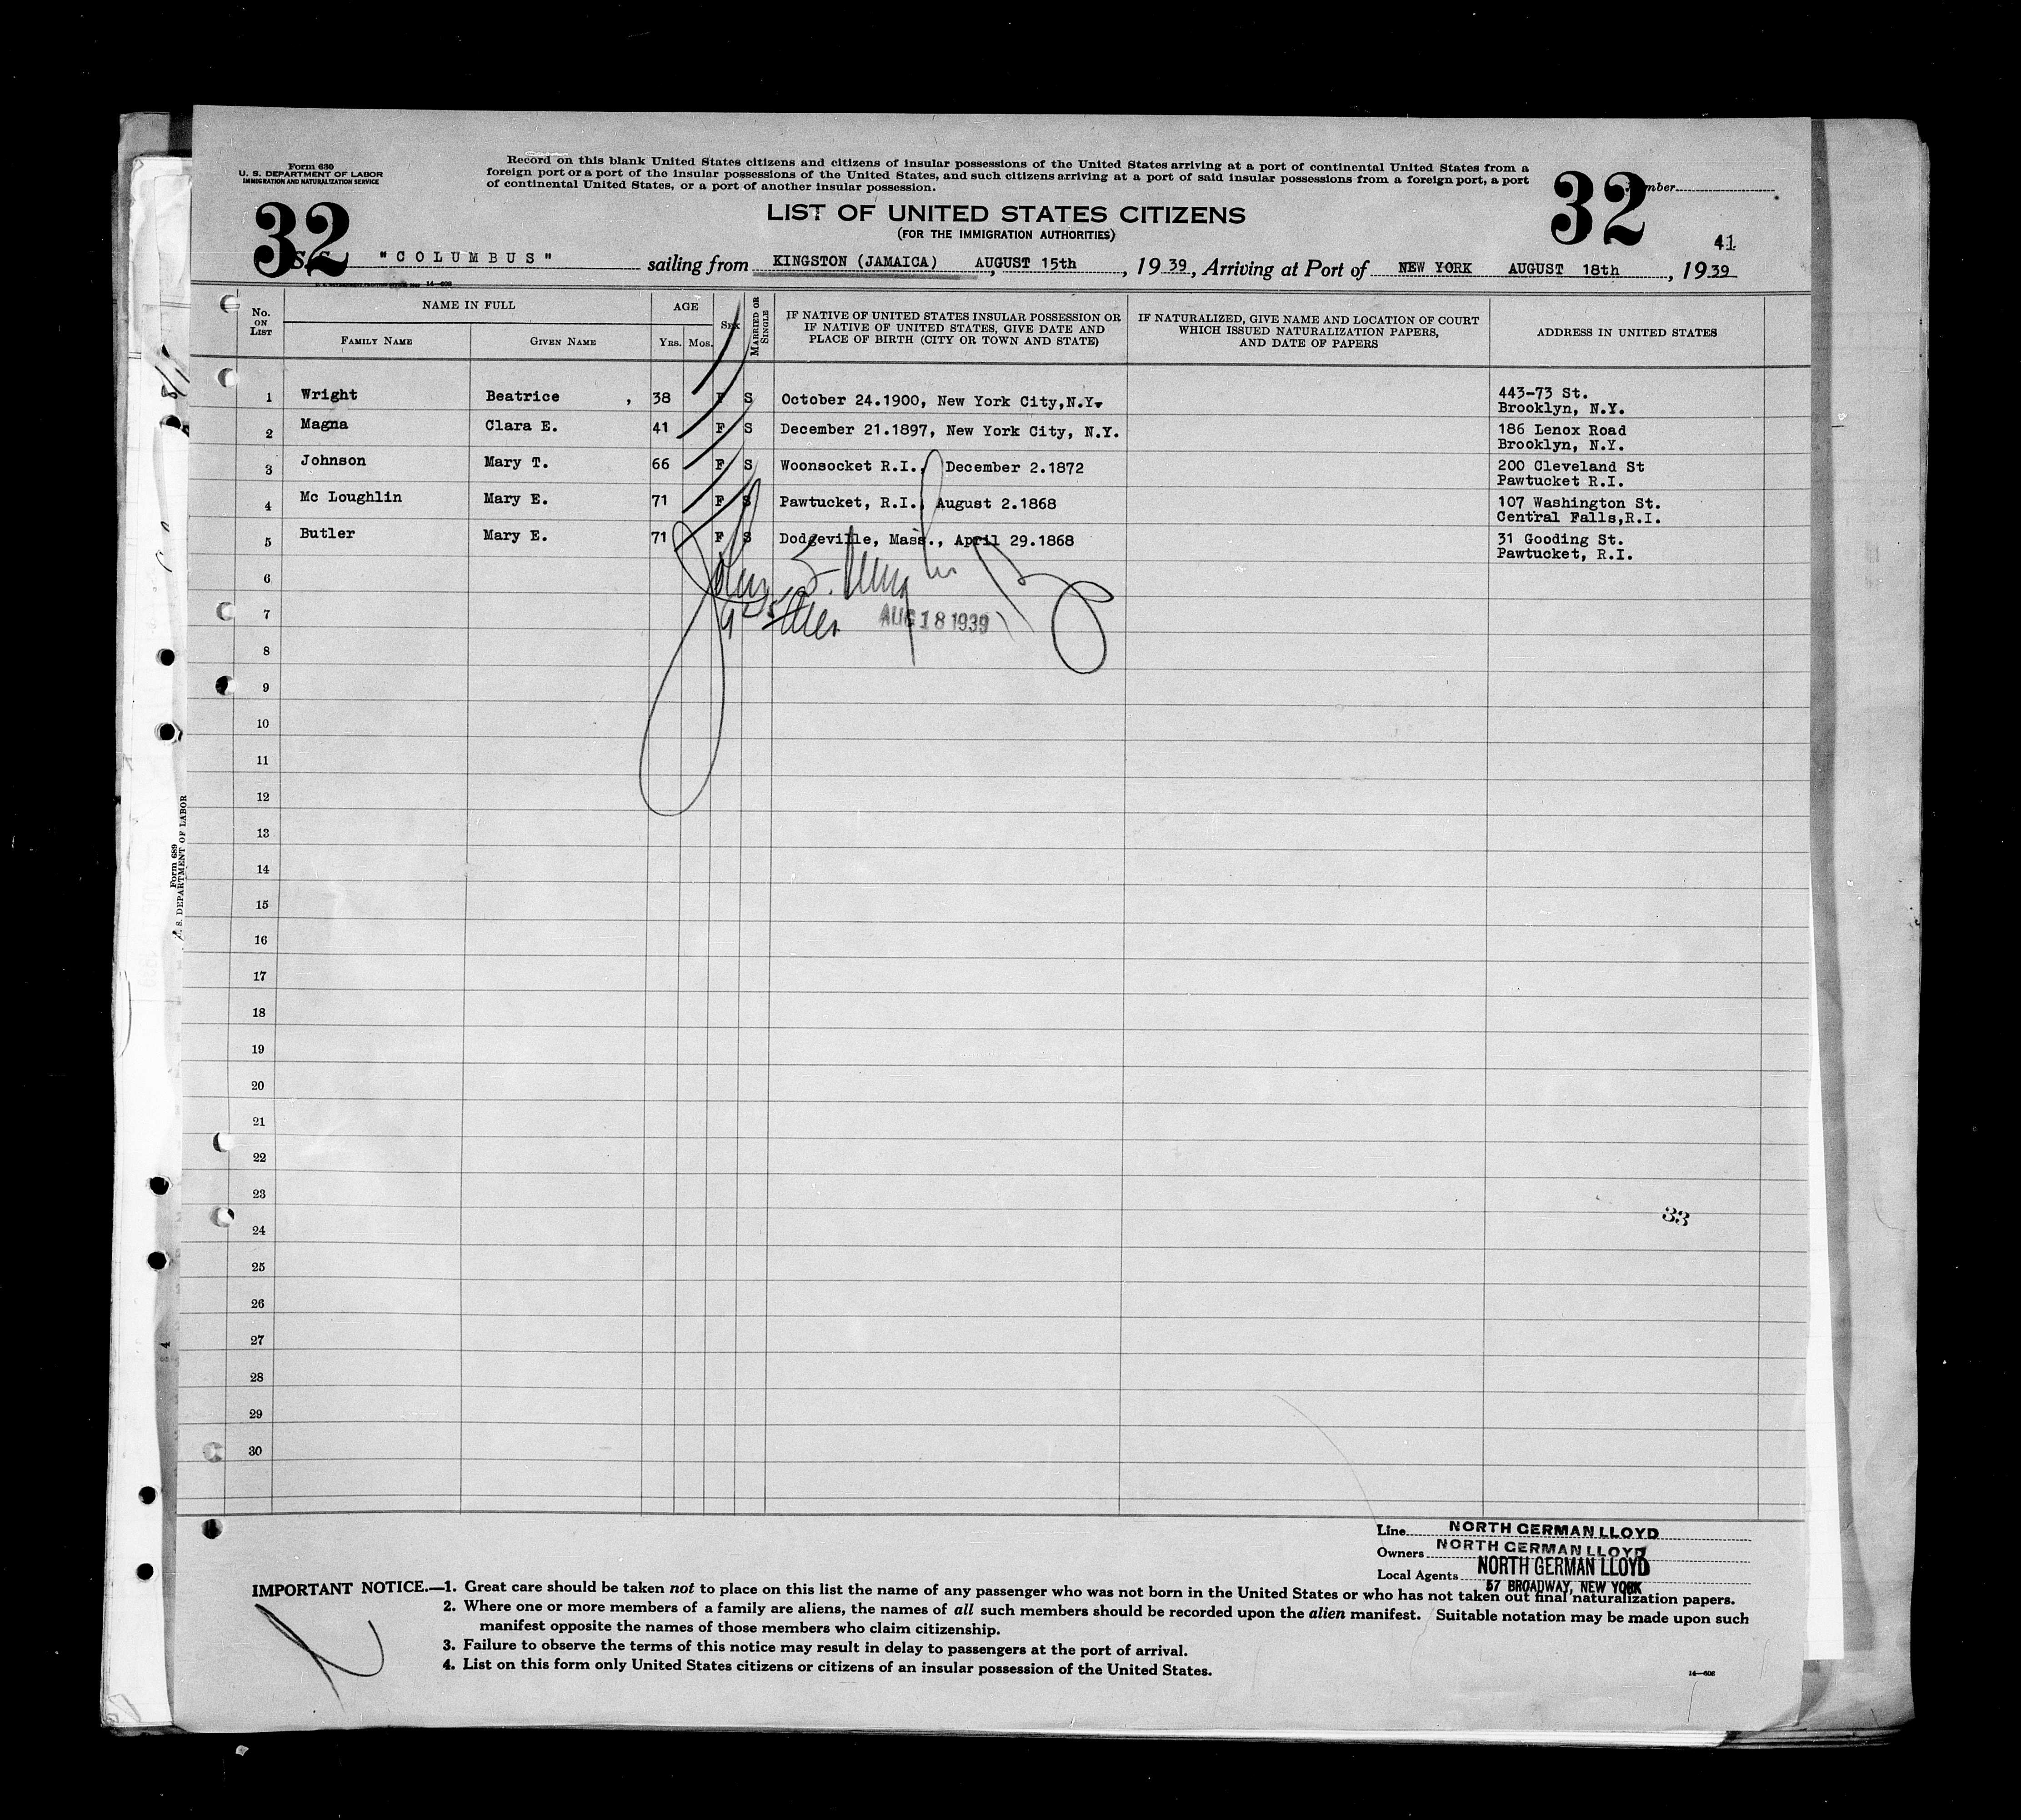 Form 630
U. S. DEPARTMENT OF LABOR
IMMIGRATION AND NATURALIZATION SERVICE
Record on this blank United States citizens and citizens of insular possessions of the United States arriving at a port of continental United States from a
foreign port or a port of the insular possessions of the United States, and such citizens arriving at a port of said insular possessions from a foreign port, a port
of continental United States, or a port of another insular possession.
32
32
LIST OF UNITED STATES CITIZENS
(FOR THE IMMIGRATION AUTHORITIES)
41
S.S. "COLUMBUS" sailing from KINGSTON (JAMAICA) AUGUST 15th, 1939, Arriving at Port of NEW YORK AUGUST 18th, 1939
No. ON LIST
NAME IN FULL
FAMILY NAME GIVEN NAME
AGE
YRS. MOS.
SEX
MARRIED OR SINGLE
IF NATIVE OF UNITED STATES INSULAR POSSESSION OR
IF NATIVE OF UNITED STATES, GIVE DATE AND
PLACE OF BIRTH (CITY OR TOWN AND STATE)
IF NATURALIZED, GIVE NAME AND LOCATION OF COURT
WHICH ISSUED NATURALIZATION PAPERS,
AND DATE OF PAPERS
ADDRESS IN UNITED STATES
1 Wright Beatrice , 38 F S October 24.1900, New York City,N.Y. 443-73 St.
Brooklyn, N.Y.
2 Magna Clara E. 41 F S December 21.1897, New York City, N.Y. 186 Lenox Road
Brooklyn, N.Y.
3 Johnson Mary T. 66 F S Woonsocket R.I., December 2.1872 200 Cleveland St
Pawtucket R.I.
4 Mc Loughlin Mary E. 71 F S Pawtucket, R.I. August 2.1868 107 Washington St.
Central Falls,R.I.
5 Butler Mary E. 71 F S Dodgeville, Mass., April 29.1868 31 Gooding St.
Pawtucket, R.I.
6
7 AUG 18 1939
8
9
10
11
12
13
14
15
16
17
18
19
20
21
22
23
33
24
25
26
27
28
29
30
Form 689
U. S. DEPARTMENT OF LABOR
Line NORTH GERMAN LLOYD
Owners NORTH GERMAN LLOYD
Local Agents NORTH GERMAN LLOYD
57 BROADWAY, NEW YORK
IMPORTANT NOTICE.—1. Great care should be taken not to place on this list the name of any passenger who was not born in the United States or who has not taken out final naturalization papers.
2. Where one or more members of a family are aliens, the names of all such members should be recorded upon the alien manifest. Suitable notation may be made upon such
manifest opposite the names of those members who claim citizenship.
3. Failure to observe the terms of this notice may result in delay to passengers at the port of arrival.
4. List on this form only United States citizens or citizens of an insular possession of the United States.